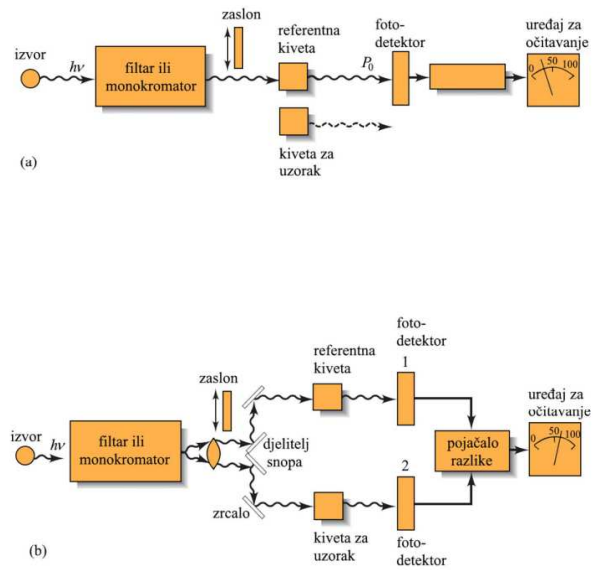 izvor
hν
filtar ili
monokromator
zaslon
referentna
kiveta
P₀
foto-
detektor
uređaj za
očitavanje
0 50 100
kiveta za
uzorak
(a)
izvor
hν
filtar ili
monokromator
zaslon
djelitelj
snopa
zrcalo
referentna
kiveta
foto-
detektor
1
kiveta za
uzorak
2
foto-
detektor
pojačalo
razlike
uređaj za
očitavanje
0 50 100
(b)